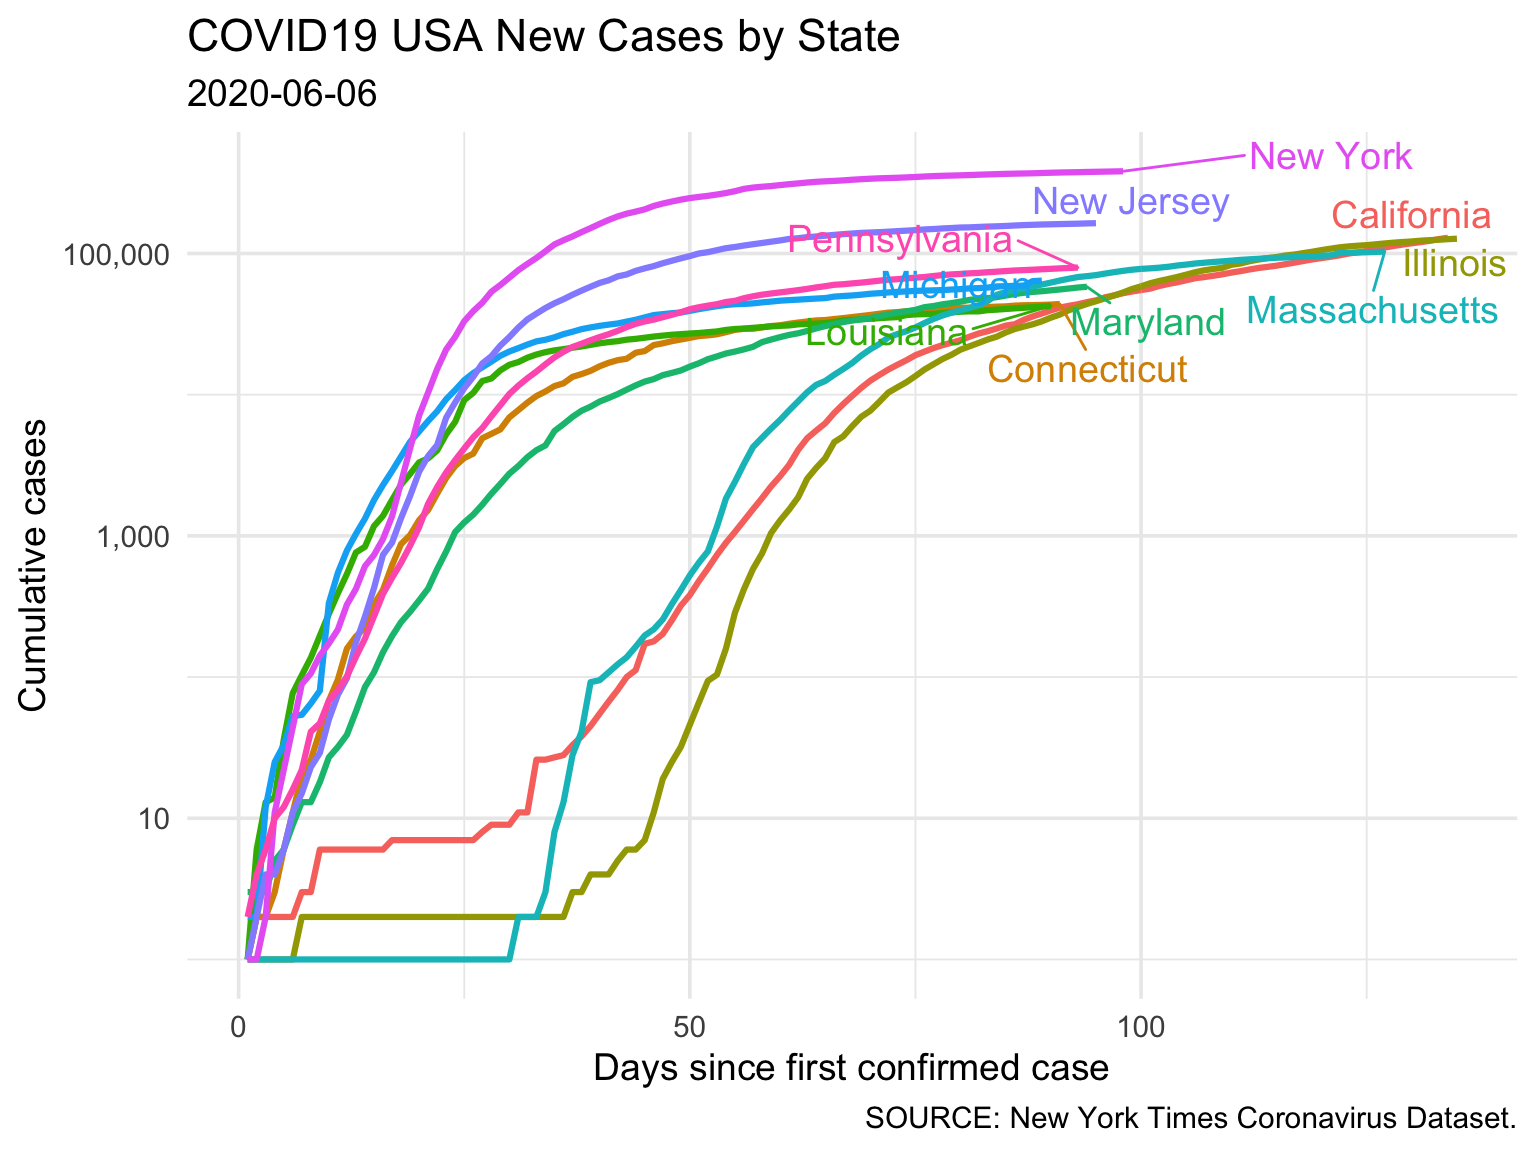 COVID19 USA New Cases by State
2020-06-06
New York
New Jersey
California
Pennsylvania
100,000
Illinois
Michigan
Massachusetts
Maryland
Louisiana
Connecticut
Cumulative cases
1,000
10
0
50
100
Days since first confirmed case
SOURCE: New York Times Coronavirus Dataset.